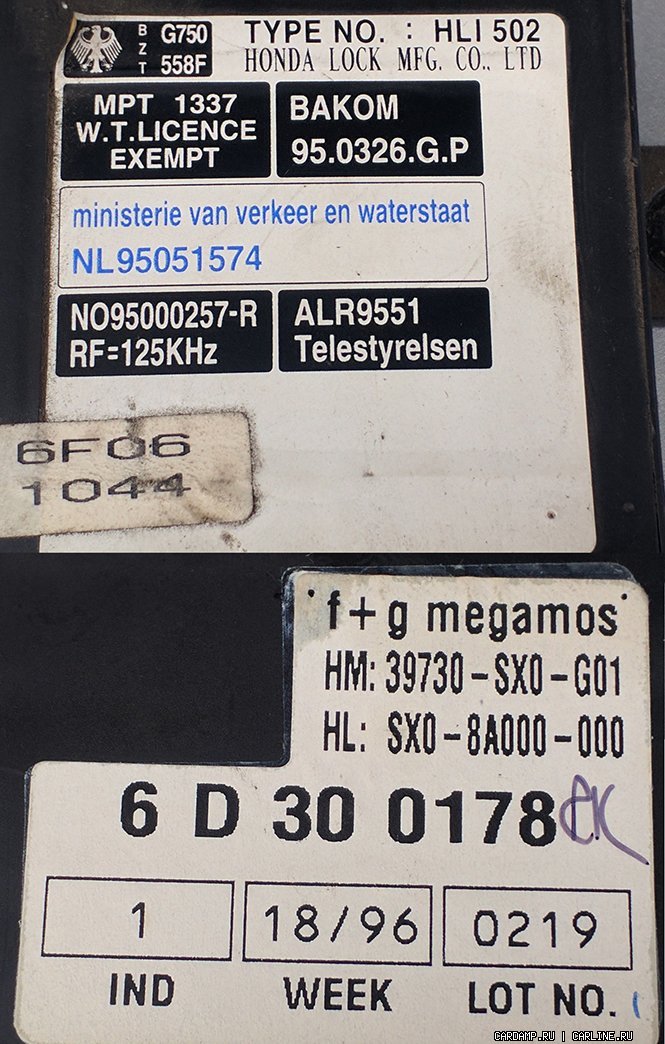 B Z T G750 558F
TYPE NO. : HLI 502
HONDA LOCK MFG. CO., LTD
MPT 1337
W.T.LICENCE
EXEMPT
BAKOM
95.0326.G.P
ministerie van verkeer en waterstaat
NL95051574
NO95000257-R
RF=125KHz
ALR9551
Telestyrelsen
6F06
1044
f+g megamos
HM: 39730-SX0-G01
HL: SX0-8A000-000
6 D 30 0178
1
18/96
0219
IND
WEEK
LOT NO.
CARDAMP.RU | CARLINE.RU